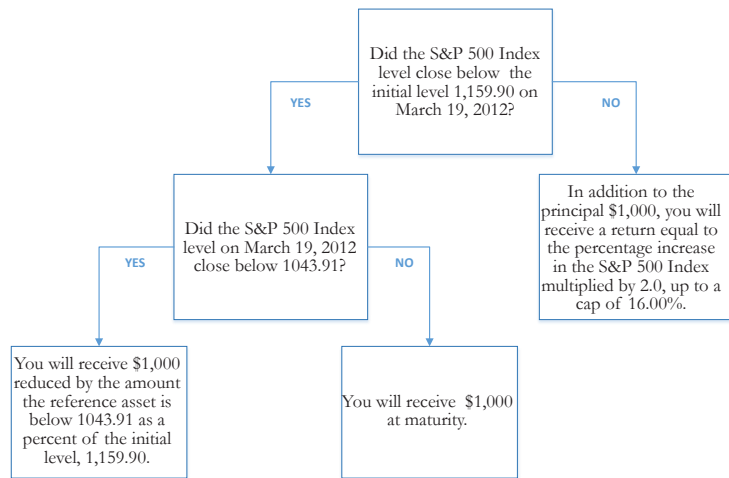 Did the S&P 500 Index
level close below the
initial level 1,159.90 on
March 19, 2012?
YES
NO
Did the S&P 500 Index
level on March 19, 2012
close below 1043.91?
In addition to the
principal $1,000, you will
receive a return equal to
the percentage increase
in the S&P 500 Index
multiplied by 2.0, up to a
cap of 16.00%.
YES
NO
You will receive $1,000
reduced by the amount
the reference asset is
below 1043.91 as a
percent of the initial
level, 1,159.90.
You will receive $1,000
at maturity.